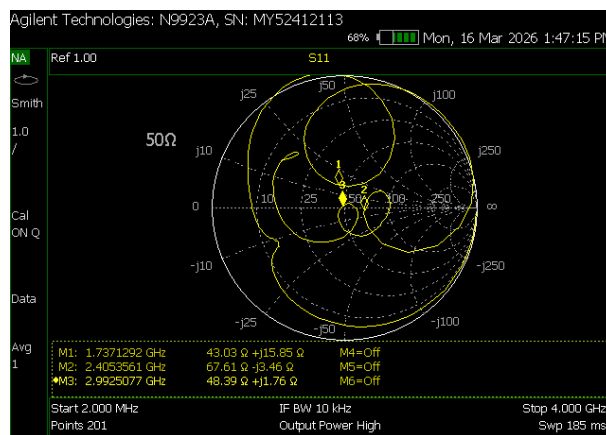 Agilent Technologies: N9923A, SN: MY52412113
68% Mon, 16 Mar 2026 1:47:15 PM
NA Ref 1.00 S11
Smith
1.0
/
50Ω
j25 j50 j100
j10 j250
0 10 25 50 100 250 ∞
1
3 2
-j10 -j250
-j25 -j50 -j100
Cal
ON Q
Data
Avg
1
M1: 1.7371292 GHz 43.03 Ω +j15.85 Ω M4=Off
M2: 2.4053561 GHz 67.61 Ω -j3.46 Ω M5=Off
M3: 2.9925077 GHz 48.39 Ω +j1.76 Ω M6=Off
Start 2.000 MHz IF BW 10 kHz Stop 4.000 GHz
Points 201 Output Power High Swp 185 ms